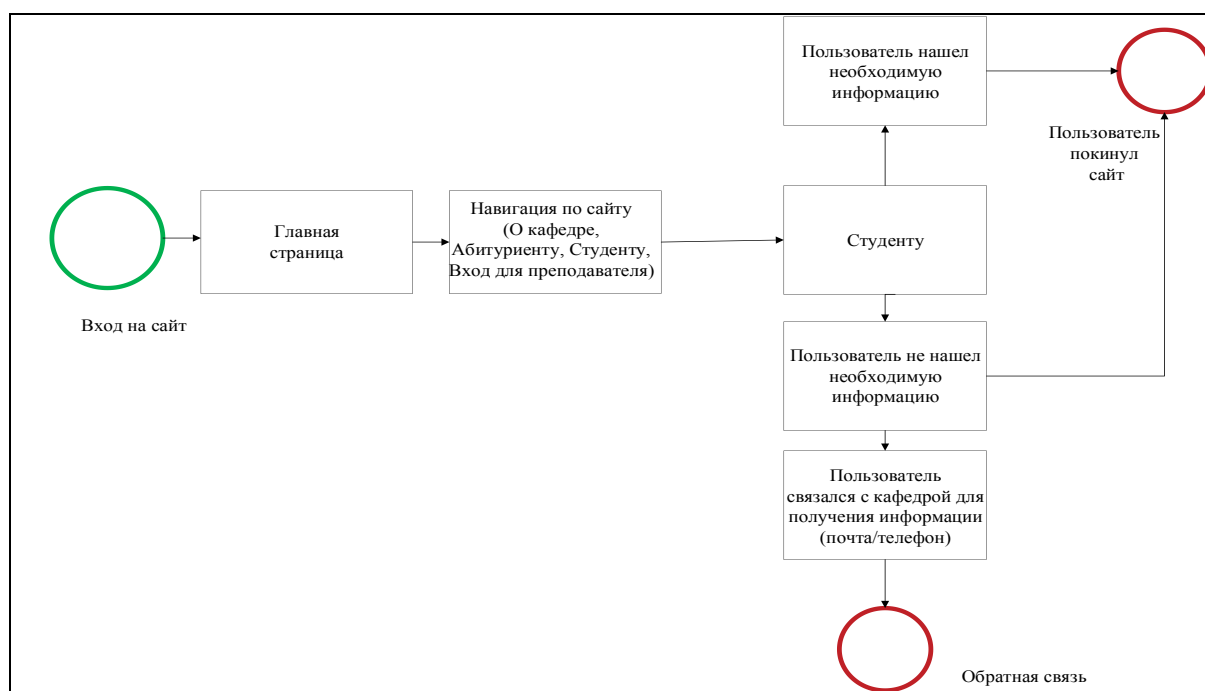 Пользователь нашел
необходимую
информацию
Пользователь
покинул
сайт
Вход на сайт
Главная
страница
Навигация по сайту
(О кафедре,
Абитуриенту, Студенту,
Вход для преподавателя)
Студенту
Пользователь не нашел
необходимую
информацию
Пользователь
связался с кафедрой для
получения информации
(почта/телефон)
Обратная связь